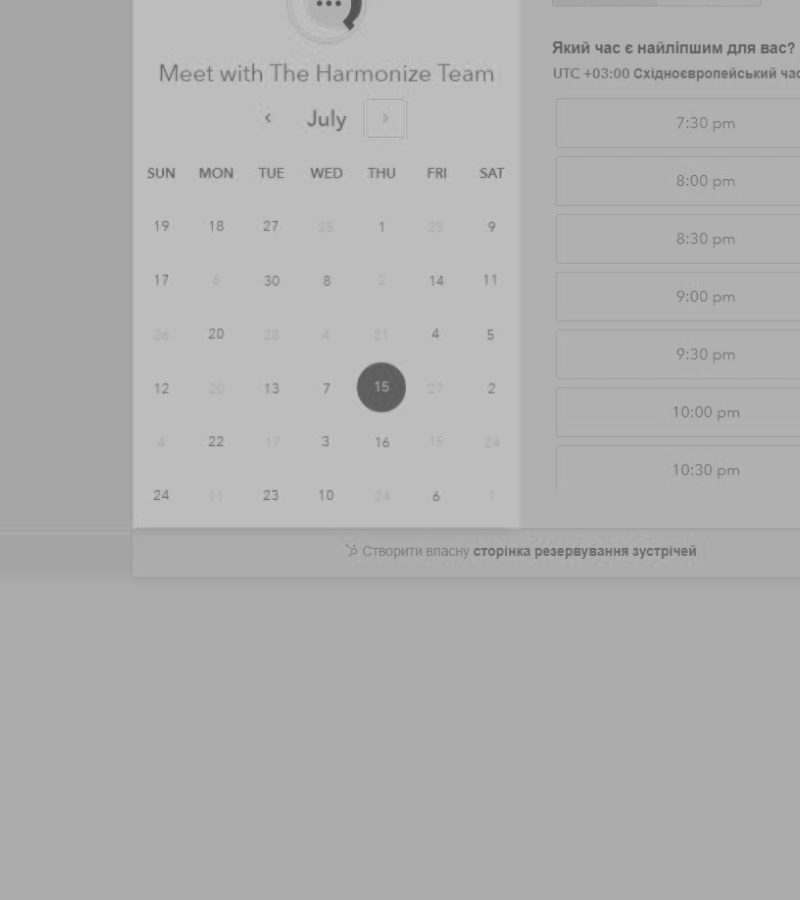 Meet with The Harmonize Team
‹ July ›
SUN MON TUE WED THU FRI SAT
19 18 27 25 1 25 9
17 6 30 8 2 14 11
26 20 28 4 21 4 5
12 20 13 7 15 27 2
4 22 17 3 16 15 24
24 11 23 10 24 6 1
Який час є найліпшим для вас?
UTC +03:00 Східноєвропейський час
7:30 pm
8:00 pm
8:30 pm
9:00 pm
9:30 pm
10:00 pm
10:30 pm
Створити власну сторінка резервування зустрічей